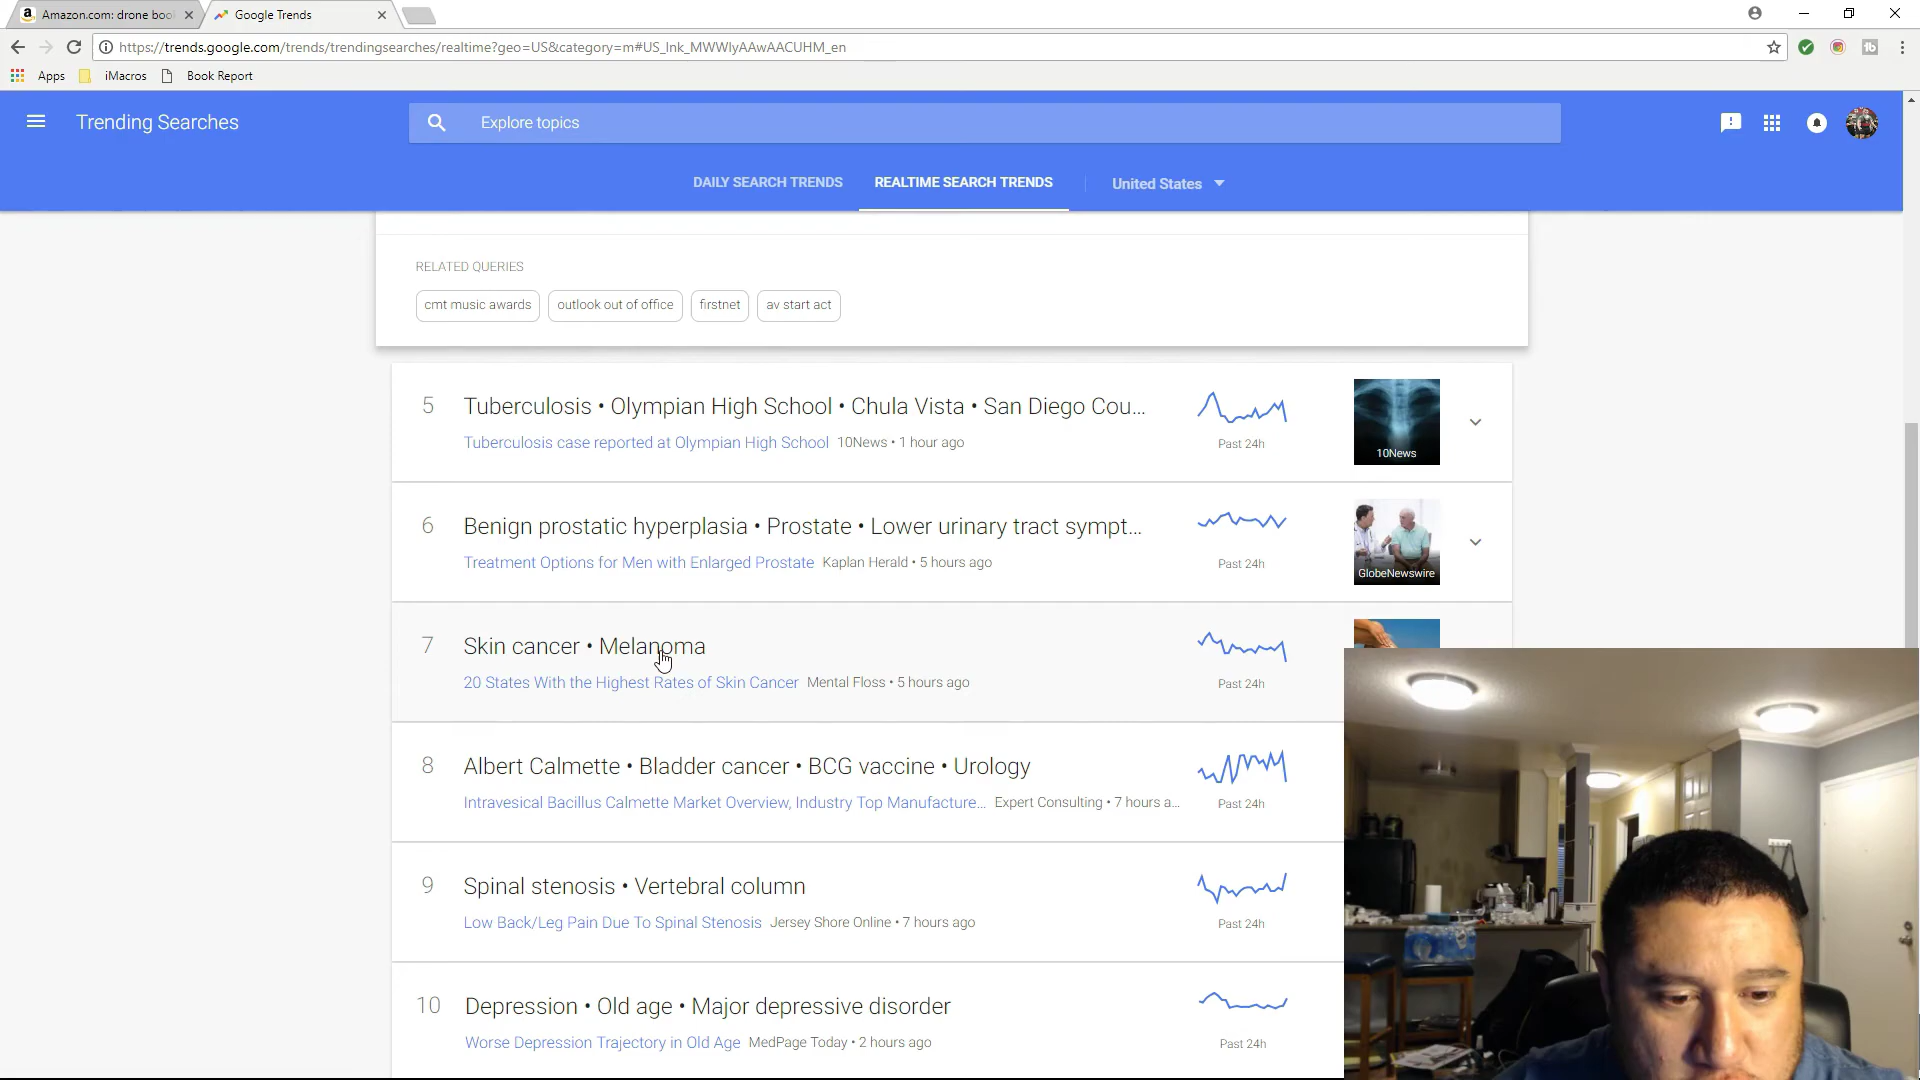 Amazon.com: drone boo
Google Trends
https://trends.google.com/trends/trendingsearches/realtime?geo=US&category=m#US_lnk_MWWIyAAwAACUHM_en
Apps
iMacros
Book Report
Trending Searches
Explore topics
DAILY SEARCH TRENDS
REALTIME SEARCH TRENDS
United States
RELATED QUERIES
cmt music awards
outlook out of office
firstnet
av start act
5 Tuberculosis • Olympian High School • Chula Vista • San Diego Cou...
Tuberculosis case reported at Olympian High School 10News • 1 hour ago
Past 24h
10News
6 Benign prostatic hyperplasia • Prostate • Lower urinary tract sympt...
Treatment Options for Men with Enlarged Prostate Kaplan Herald • 5 hours ago
Past 24h
GlobeNewswire
7 Skin cancer • Melanoma
20 States With the Highest Rates of Skin Cancer Mental Floss • 5 hours ago
Past 24h
8 Albert Calmette • Bladder cancer • BCG vaccine • Urology
Intravesical Bacillus Calmette Market Overview, Industry Top Manufacture... Expert Consulting • 7 hours a...
Past 24h
9 Spinal stenosis • Vertebral column
Low Back/Leg Pain Due To Spinal Stenosis Jersey Shore Online • 7 hours ago
Past 24h
10 Depression • Old age • Major depressive disorder
Worse Depression Trajectory in Old Age MedPage Today • 2 hours ago
Past 24h